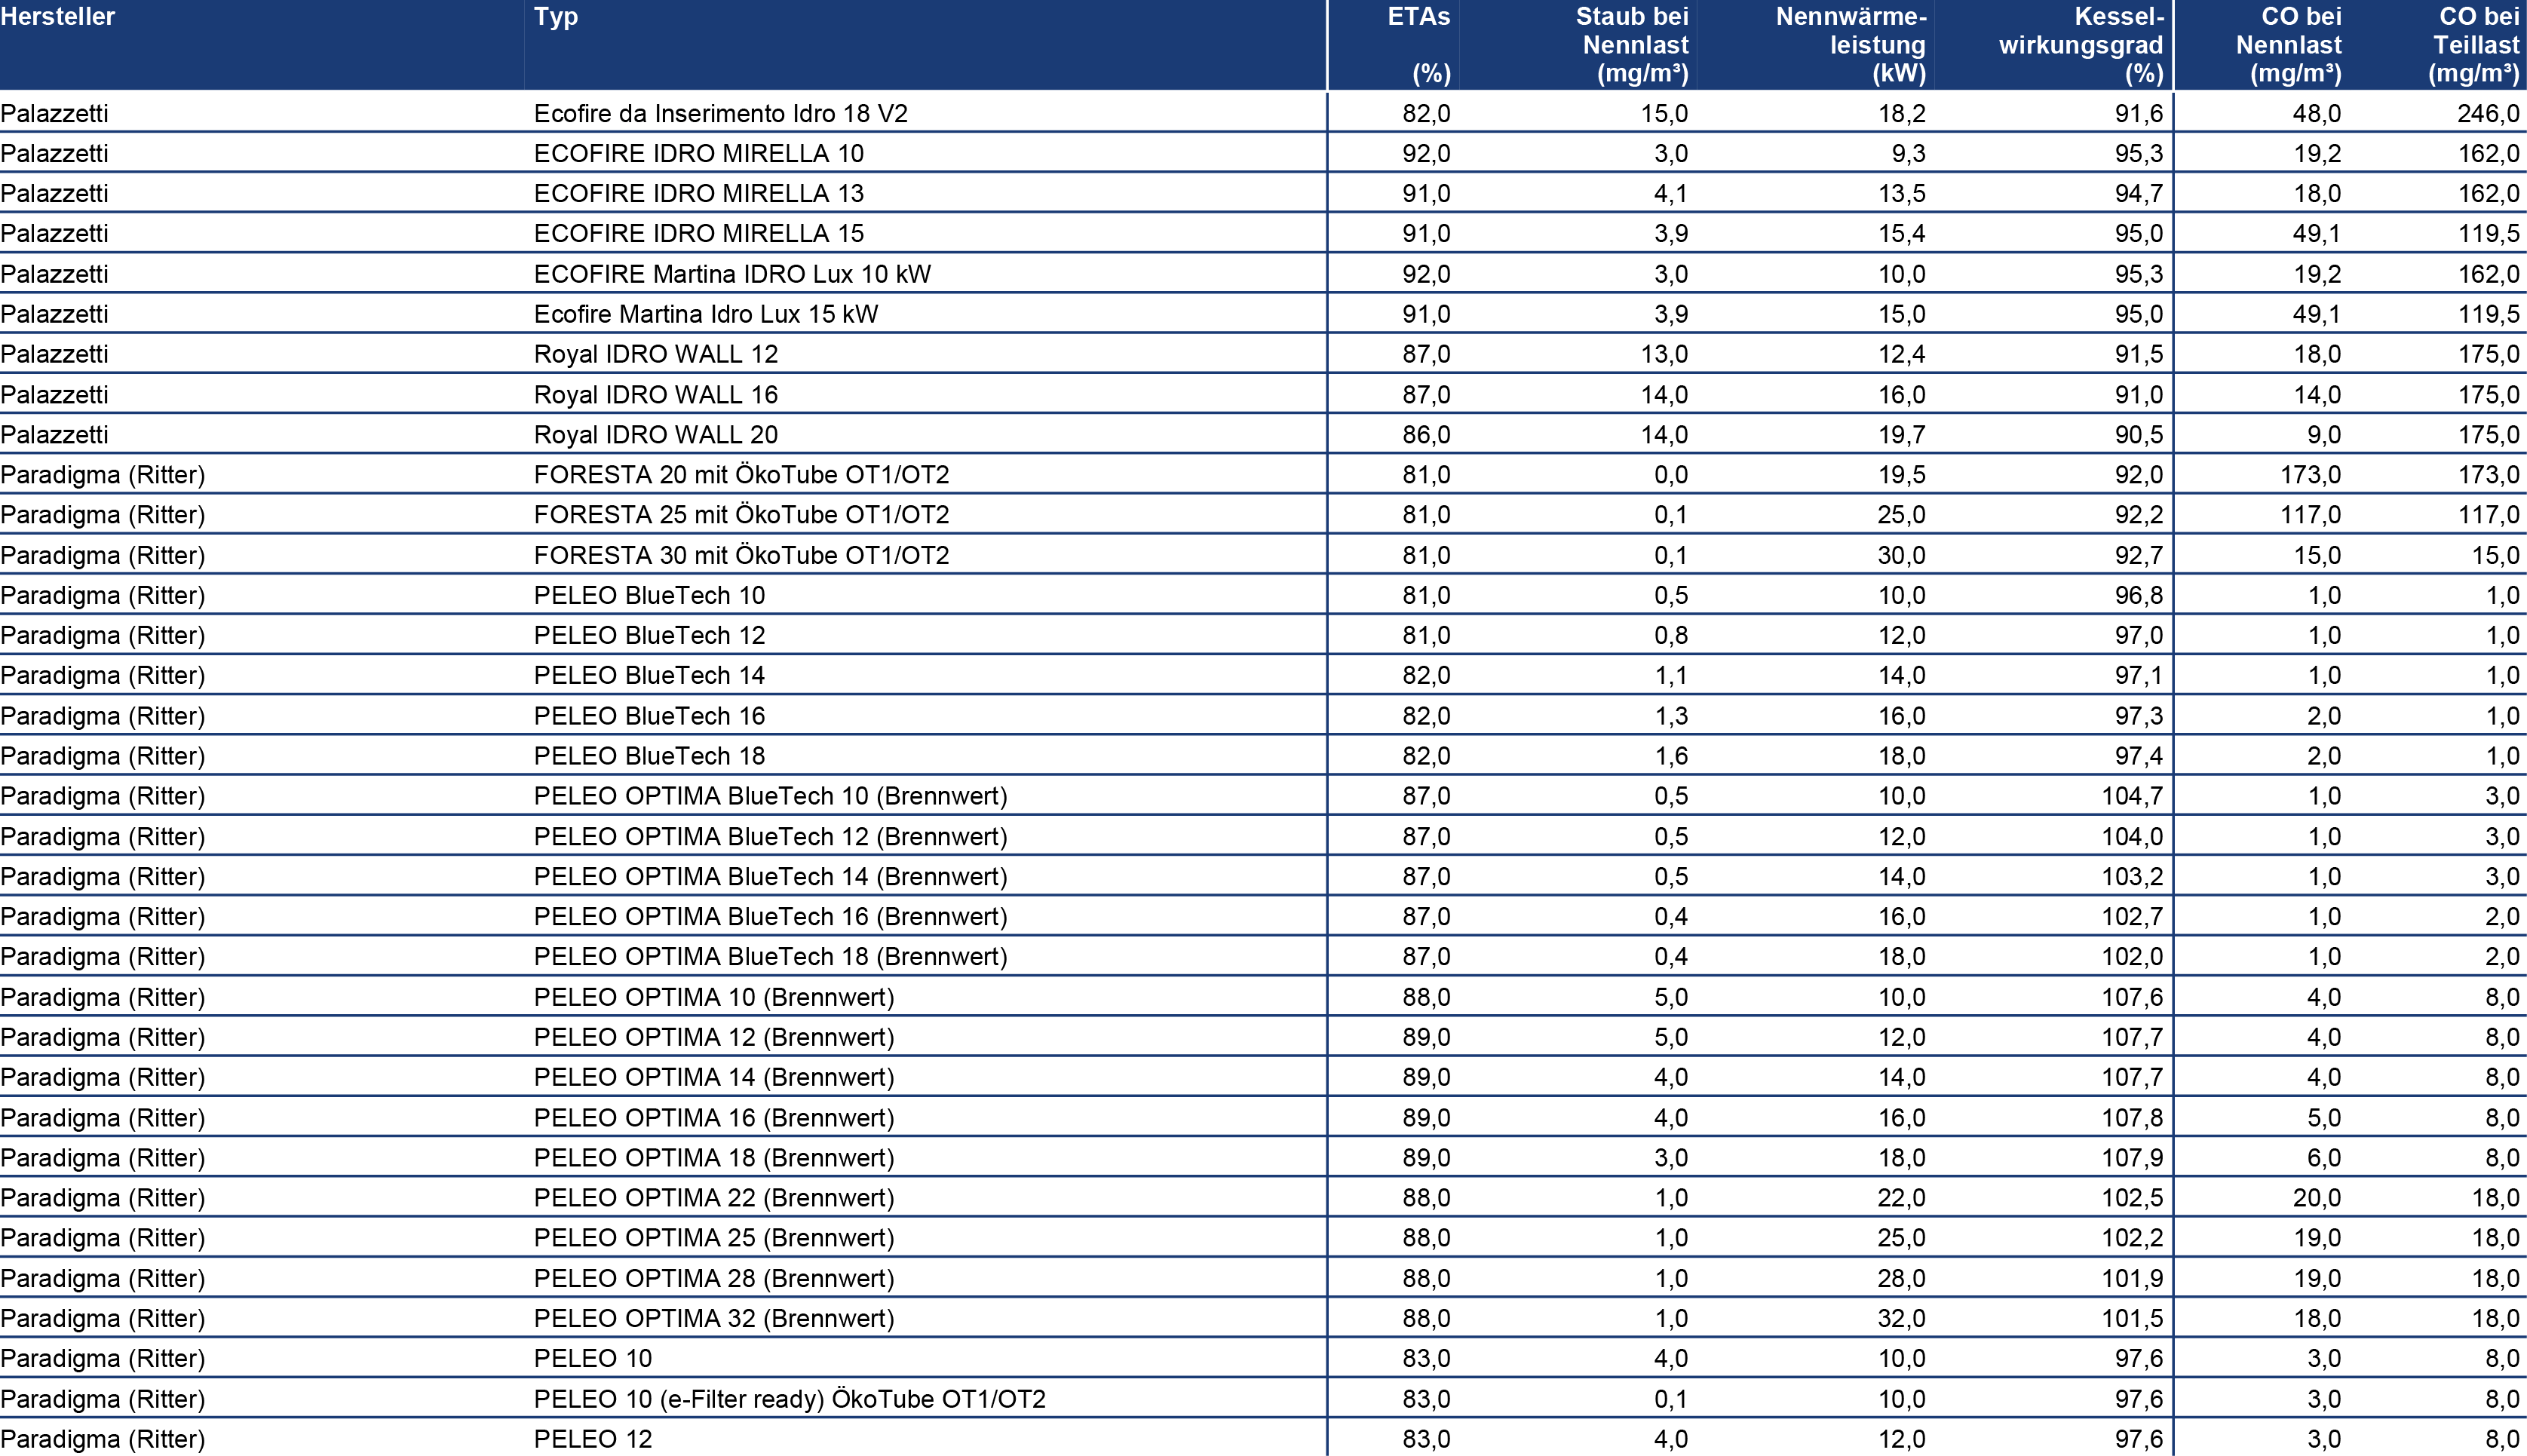 Hersteller Typ ETAs (%) Staub bei Nennlast (mg/m³) Nennwärme-leistung (kW) Kessel-wirkungsgrad (%) CO bei Nennlast (mg/m³) CO bei Teillast (mg/m³)
Palazzetti Ecofire da Inserimento Idro 18 V2 82,0 15,0 18,2 91,6 48,0 246,0
Palazzetti ECOFIRE IDRO MIRELLA 10 92,0 3,0 9,3 95,3 19,2 162,0
Palazzetti ECOFIRE IDRO MIRELLA 13 91,0 4,1 13,5 94,7 18,0 162,0
Palazzetti ECOFIRE IDRO MIRELLA 15 91,0 3,9 15,4 95,0 49,1 119,5
Palazzetti ECOFIRE Martina IDRO Lux 10 kW 92,0 3,0 10,0 95,3 19,2 162,0
Palazzetti Ecofire Martina Idro Lux 15 kW 91,0 3,9 15,0 95,0 49,1 119,5
Palazzetti Royal IDRO WALL 12 87,0 13,0 12,4 91,5 18,0 175,0
Palazzetti Royal IDRO WALL 16 87,0 14,0 16,0 91,0 14,0 175,0
Palazzetti Royal IDRO WALL 20 86,0 14,0 19,7 90,5 9,0 175,0
Paradigma (Ritter) FORESTA 20 mit ÖkoTube OT1/OT2 81,0 0,0 19,5 92,0 173,0 173,0
Paradigma (Ritter) FORESTA 25 mit ÖkoTube OT1/OT2 81,0 0,1 25,0 92,2 117,0 117,0
Paradigma (Ritter) FORESTA 30 mit ÖkoTube OT1/OT2 81,0 0,1 30,0 92,7 15,0 15,0
Paradigma (Ritter) PELEO BlueTech 10 81,0 0,5 10,0 96,8 1,0 1,0
Paradigma (Ritter) PELEO BlueTech 12 81,0 0,8 12,0 97,0 1,0 1,0
Paradigma (Ritter) PELEO BlueTech 14 82,0 1,1 14,0 97,1 1,0 1,0
Paradigma (Ritter) PELEO BlueTech 16 82,0 1,3 16,0 97,3 2,0 1,0
Paradigma (Ritter) PELEO BlueTech 18 82,0 1,6 18,0 97,4 2,0 1,0
Paradigma (Ritter) PELEO OPTIMA BlueTech 10 (Brennwert) 87,0 0,5 10,0 104,7 1,0 3,0
Paradigma (Ritter) PELEO OPTIMA BlueTech 12 (Brennwert) 87,0 0,5 12,0 104,0 1,0 3,0
Paradigma (Ritter) PELEO OPTIMA BlueTech 14 (Brennwert) 87,0 0,5 14,0 103,2 1,0 3,0
Paradigma (Ritter) PELEO OPTIMA BlueTech 16 (Brennwert) 87,0 0,4 16,0 102,7 1,0 2,0
Paradigma (Ritter) PELEO OPTIMA BlueTech 18 (Brennwert) 87,0 0,4 18,0 102,0 1,0 2,0
Paradigma (Ritter) PELEO OPTIMA 10 (Brennwert) 88,0 5,0 10,0 107,6 4,0 8,0
Paradigma (Ritter) PELEO OPTIMA 12 (Brennwert) 89,0 5,0 12,0 107,7 4,0 8,0
Paradigma (Ritter) PELEO OPTIMA 14 (Brennwert) 89,0 4,0 14,0 107,7 4,0 8,0
Paradigma (Ritter) PELEO OPTIMA 16 (Brennwert) 89,0 4,0 16,0 107,8 5,0 8,0
Paradigma (Ritter) PELEO OPTIMA 18 (Brennwert) 89,0 3,0 18,0 107,9 6,0 8,0
Paradigma (Ritter) PELEO OPTIMA 22 (Brennwert) 88,0 1,0 22,0 102,5 20,0 18,0
Paradigma (Ritter) PELEO OPTIMA 25 (Brennwert) 88,0 1,0 25,0 102,2 19,0 18,0
Paradigma (Ritter) PELEO OPTIMA 28 (Brennwert) 88,0 1,0 28,0 101,9 19,0 18,0
Paradigma (Ritter) PELEO OPTIMA 32 (Brennwert) 88,0 1,0 32,0 101,5 18,0 18,0
Paradigma (Ritter) PELEO 10 83,0 4,0 10,0 97,6 3,0 8,0
Paradigma (Ritter) PELEO 10 (e-Filter ready) ÖkoTube OT1/OT2 83,0 0,1 10,0 97,6 3,0 8,0
Paradigma (Ritter) PELEO 12 83,0 4,0 12,0 97,6 3,0 8,0